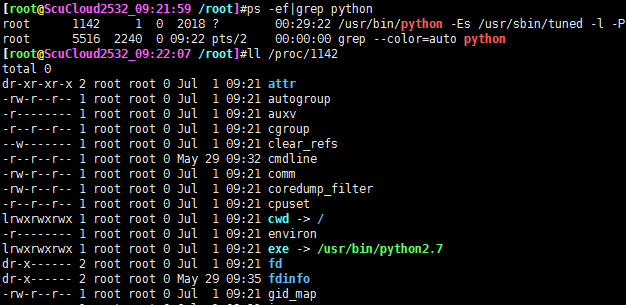 [root@ScuCloud2532_09:21:59 /root]#ps -ef|grep python
root 1142 1 0 2018 ? 00:29:22 /usr/bin/python -Es /usr/sbin/tuned -l -P
root 5516 2240 0 09:22 pts/2 00:00:00 grep --color=auto python
[root@ScuCloud2532_09:22:07 /root]#ll /proc/1142
total 0
dr-xr-xr-x 2 root root 0 Jul 1 09:21 attr
-rw-r--r-- 1 root root 0 Jul 1 09:21 autogroup
-r-------- 1 root root 0 Jul 1 09:21 auxv
-r--r--r-- 1 root root 0 Jul 1 09:21 cgroup
--w------- 1 root root 0 Jul 1 09:21 clear_refs
-r--r--r-- 1 root root 0 May 29 09:32 cmdline
-rw-r--r-- 1 root root 0 Jul 1 09:21 comm
-rw-r--r-- 1 root root 0 Jul 1 09:21 coredump_filter
-r--r--r-- 1 root root 0 Jul 1 09:21 cpuset
lrwxrwxrwx 1 root root 0 Jul 1 09:21 cwd -> /
-r-------- 1 root root 0 Jul 1 09:21 environ
lrwxrwxrwx 1 root root 0 Jul 1 09:21 exe -> /usr/bin/python2.7
dr-x------ 2 root root 0 Jul 1 09:21 fd
dr-x------ 2 root root 0 May 29 09:35 fdinfo
-rw-r--r-- 1 root root 0 Jul 1 09:21 gid_map